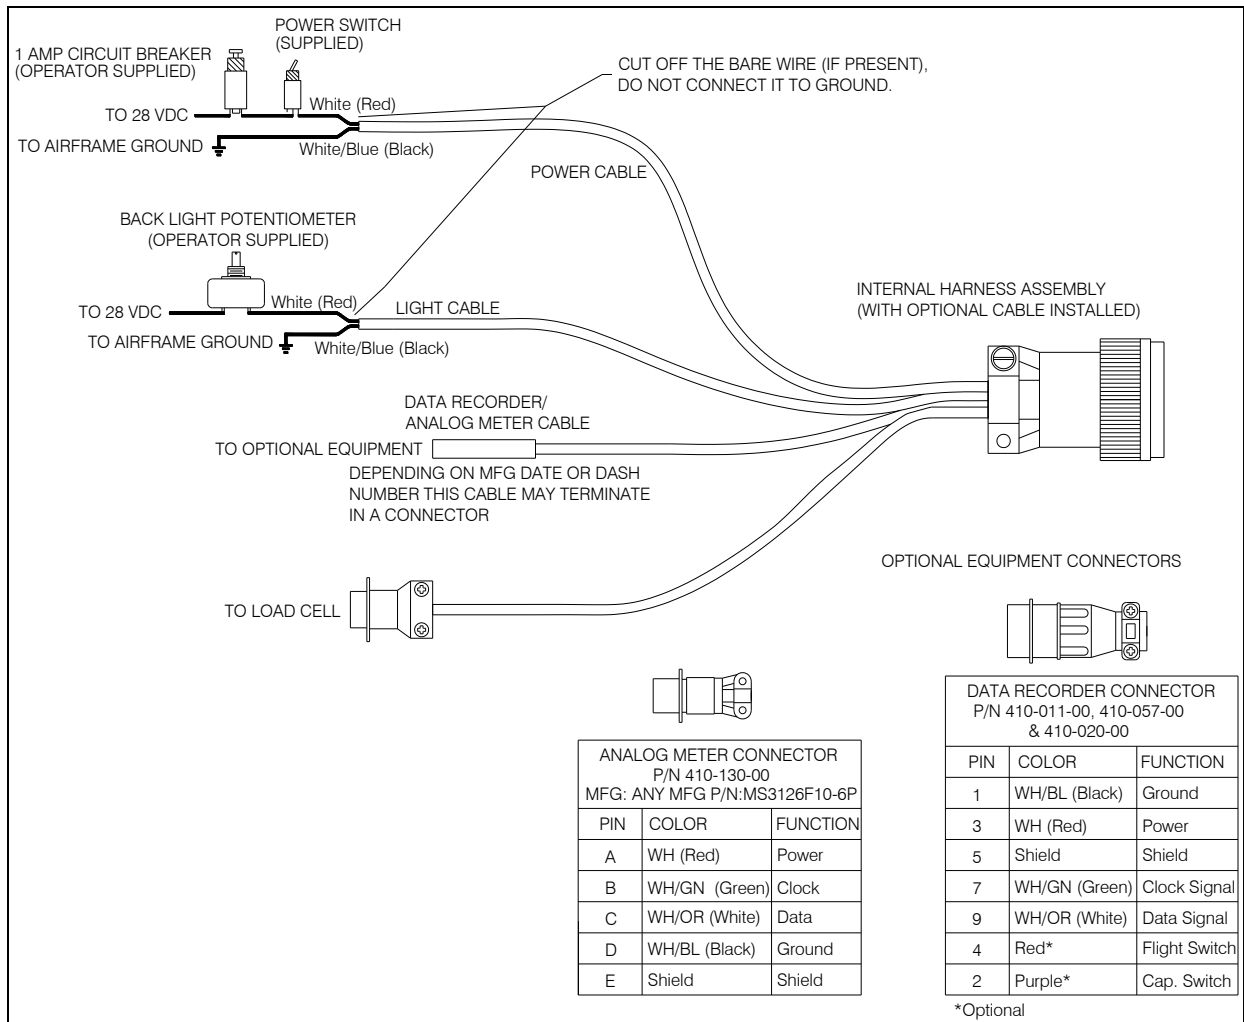 POWER SWITCH
(SUPPLIED)
1 AMP CIRCUIT BREAKER
(OPERATOR SUPPLIED)
CUT OFF THE BARE WIRE (IF PRESENT),
DO NOT CONNECT IT TO GROUND.
White (Red)
TO 28 VDC
TO AIRFRAME GROUND
White/Blue (Black)
POWER CABLE
BACK LIGHT POTENTIOMETER
(OPERATOR SUPPLIED)
INTERNAL HARNESS ASSEMBLY
(WITH OPTIONAL CABLE INSTALLED)
White (Red)
LIGHT CABLE
TO 28 VDC
TO AIRFRAME GROUND
White/Blue (Black)
DATA RECORDER/
ANALOG METER CABLE
TO OPTIONAL EQUIPMENT
DEPENDING ON MFG DATE OR DASH
NUMBER THIS CABLE MAY TERMINATE
IN A CONNECTOR
OPTIONAL EQUIPMENT CONNECTORS
TO LOAD CELL
ANALOG METER CONNECTOR
P/N 410-130-00
MFG: ANY MFG P/N:MS3126F10-6P
PIN COLOR FUNCTION
A WH (Red) Power
B WH/GN (Green) Clock
C WH/OR (White) Data
D WH/BL (Black) Ground
E Shield Shield
DATA RECORDER CONNECTOR
P/N 410-011-00, 410-057-00
& 410-020-00
PIN COLOR FUNCTION
1 WH/BL (Black) Ground
3 WH (Red) Power
5 Shield Shield
7 WH/GN (Green) Clock Signal
9 WH/OR (White) Data Signal
4 Red* Flight Switch
2 Purple* Cap. Switch
*Optional